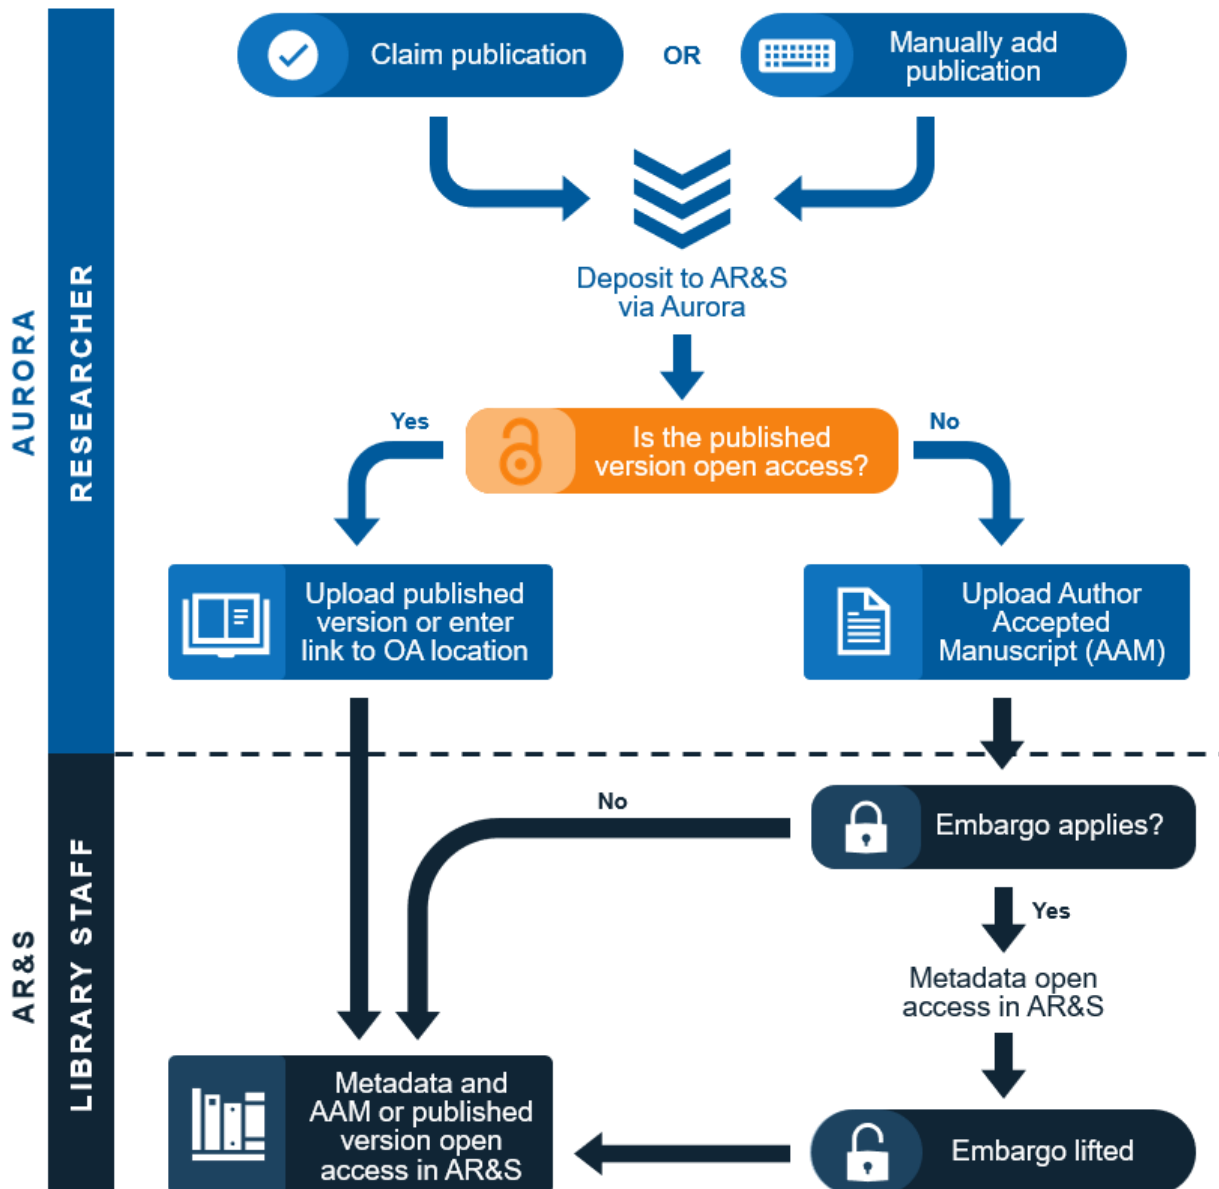 Claim publication
OR
Manually add
publication
Deposit to AR&S
via Aurora
AURORA
RESEARCHER
Yes
Is the published
version open access?
No
Upload published
version or enter
link to OA location
Upload Author
Accepted
Manuscript (AAM)
AR&S
LIBRARY STAFF
No
Embargo applies?
Yes
Metadata open
access in AR&S
Metadata and
AAM or published
version open
access in AR&S
Embargo lifted